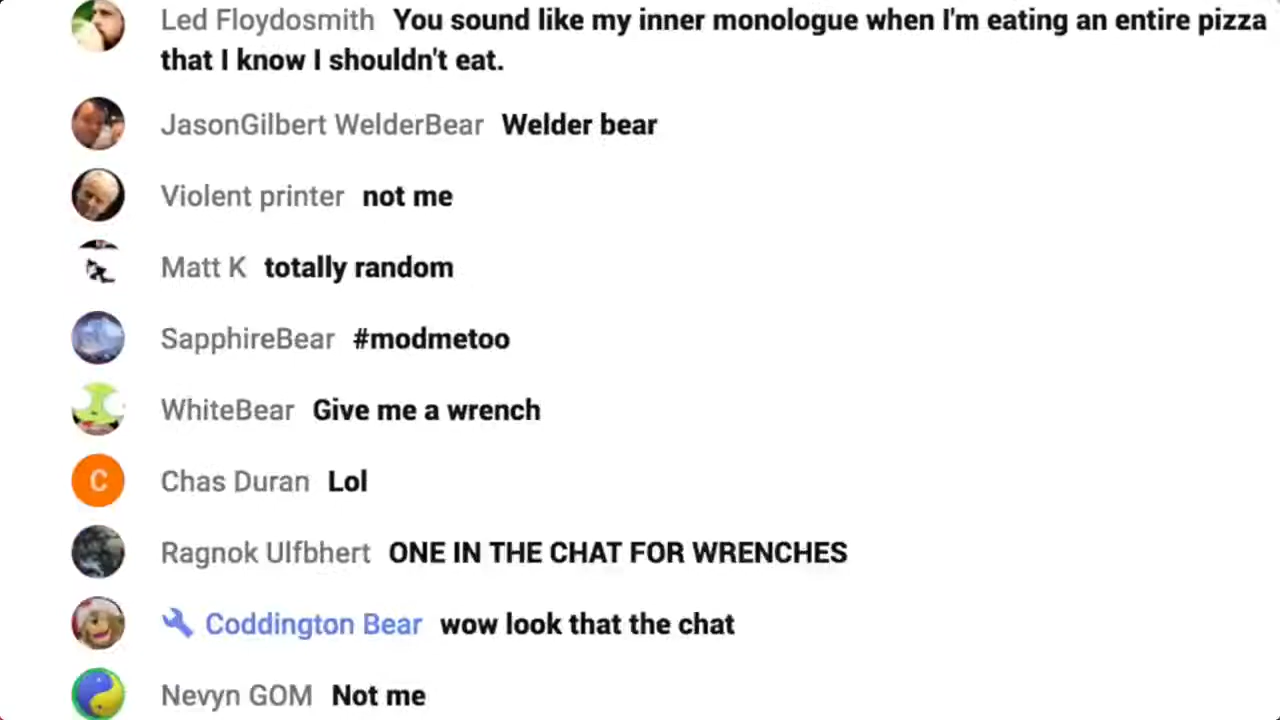 Led Floydosmith You sound like my inner monologue when I'm eating an entire pizza
that I know I shouldn't eat.
JasonGilbert WelderBear Welder bear
Violent printer not me
Matt K totally random
SapphireBear #modmetoo
WhiteBear Give me a wrench
C Chas Duran Lol
Ragnok Ulfbhert ONE IN THE CHAT FOR WRENCHES
Coddington Bear wow look that the chat
Nevyn GOM Not me